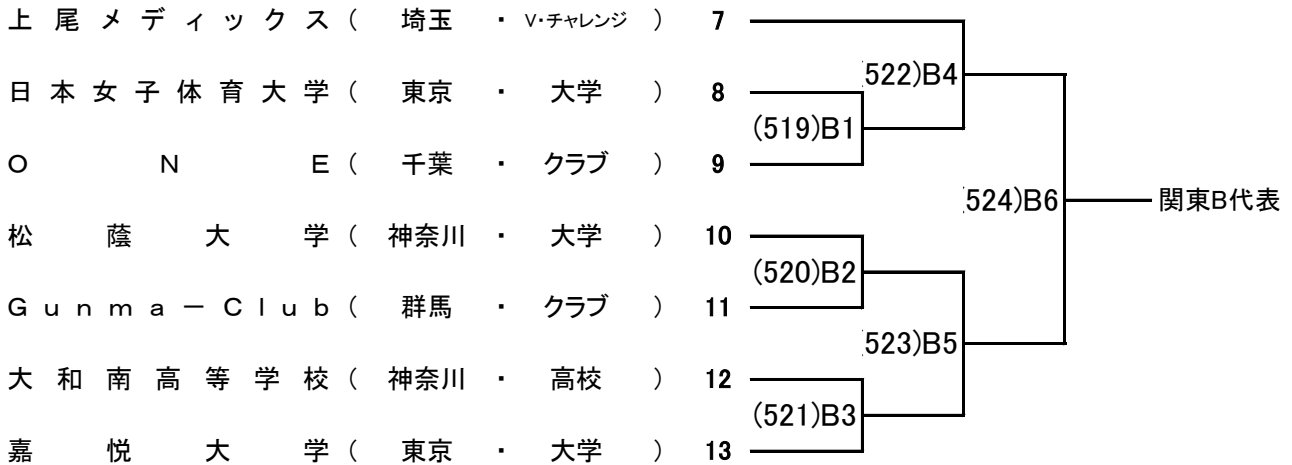 上尾メディックス( 埼玉 ・ V・チャレンジ ) 7
(522)B4
日本女子体育大学( 東京 ・ 大学 ) 8
(519)B1
ONE( 千葉 ・ クラブ ) 9
(524)B6 関東B代表
松蔭大学( 神奈川 ・ 大学 ) 10
(520)B2
Gunma-Club( 群馬 ・ クラブ ) 11
(523)B5
大和南高等学校( 神奈川 ・ 高校 ) 12
(521)B3
嘉悦大学( 東京 ・ 大学 ) 13